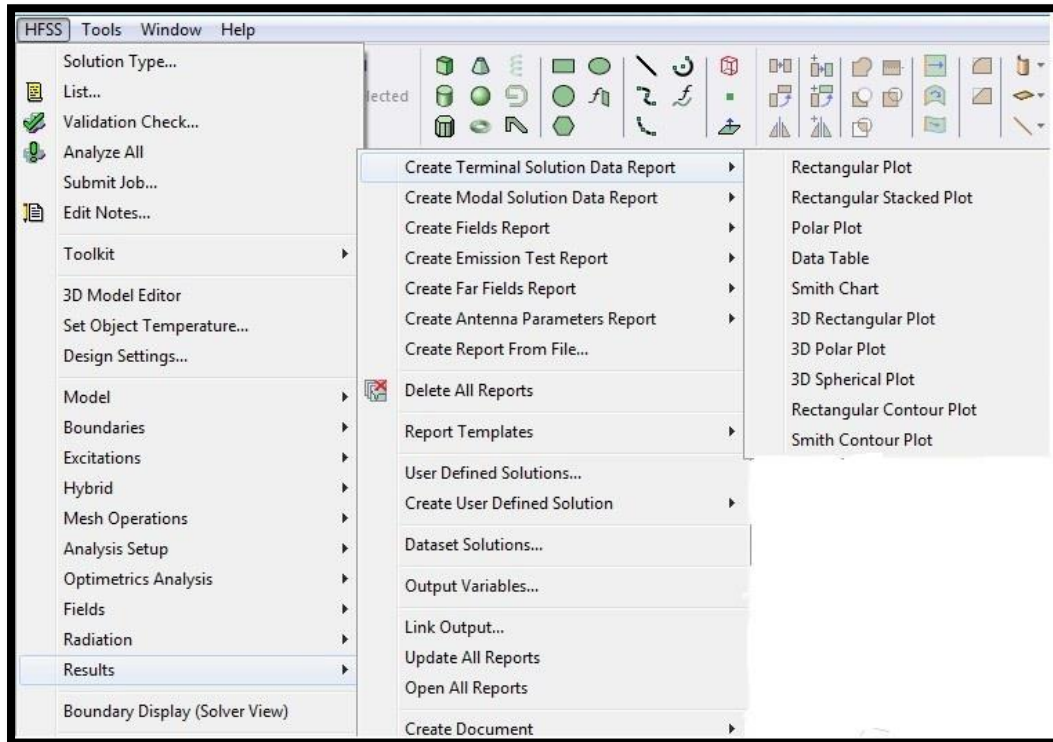 HFSS Tools Window Help
Solution Type...
List...
Validation Check...
Analyze All
Submit Job...
Edit Notes...
Toolkit
3D Model Editor
Set Object Temperature...
Design Settings...
Model
Boundaries
Excitations
Hybrid
Mesh Operations
Analysis Setup
Optimetrics Analysis
Fields
Radiation
Results
Boundary Display (Solver View)
lected
Create Terminal Solution Data Report
Create Modal Solution Data Report
Create Fields Report
Create Emission Test Report
Create Far Fields Report
Create Antenna Parameters Report
Create Report From File...
Delete All Reports
Report Templates
User Defined Solutions...
Create User Defined Solution
Dataset Solutions...
Output Variables...
Link Output...
Update All Reports
Open All Reports
Create Document
Rectangular Plot
Rectangular Stacked Plot
Polar Plot
Data Table
Smith Chart
3D Rectangular Plot
3D Polar Plot
3D Spherical Plot
Rectangular Contour Plot
Smith Contour Plot